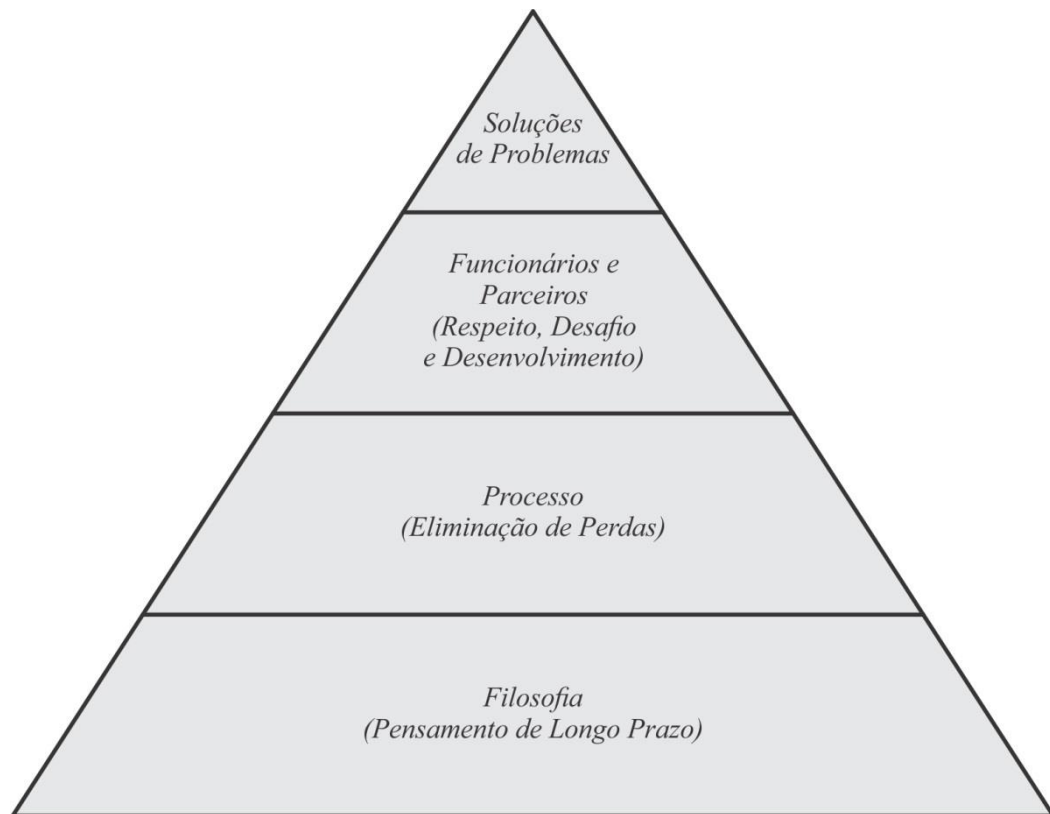 Soluções
de Problemas
Funcionários e
Parceiros
(Respeito, Desafio
e Desenvolvimento)
Processo
(Eliminação de Perdas)
Filosofia
(Pensamento de Longo Prazo)